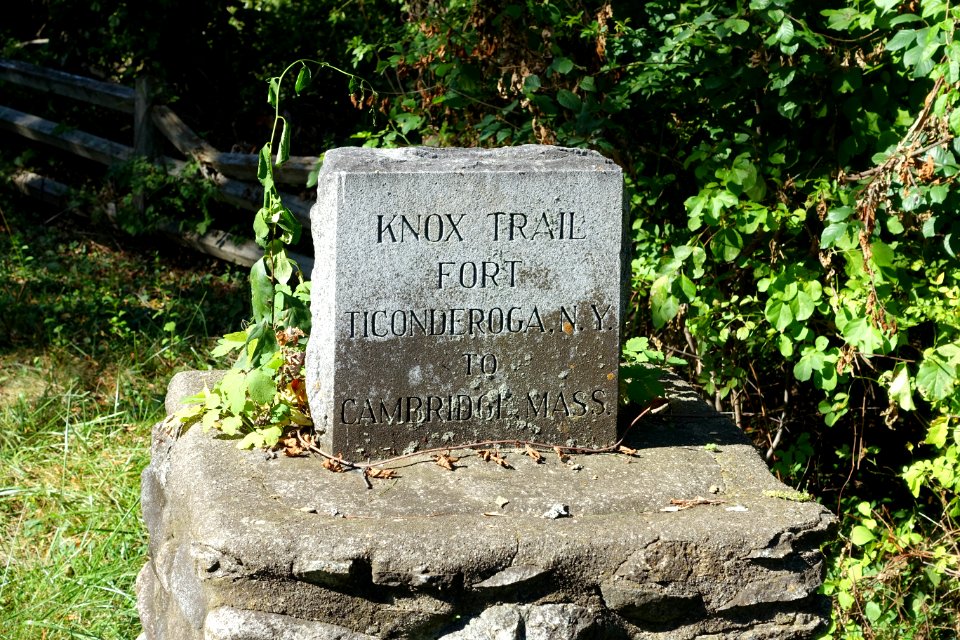 KNOX TRAIL
FORT
TICONDEROGA. N. Y.
TO
CAMBRIDGE. MASS.